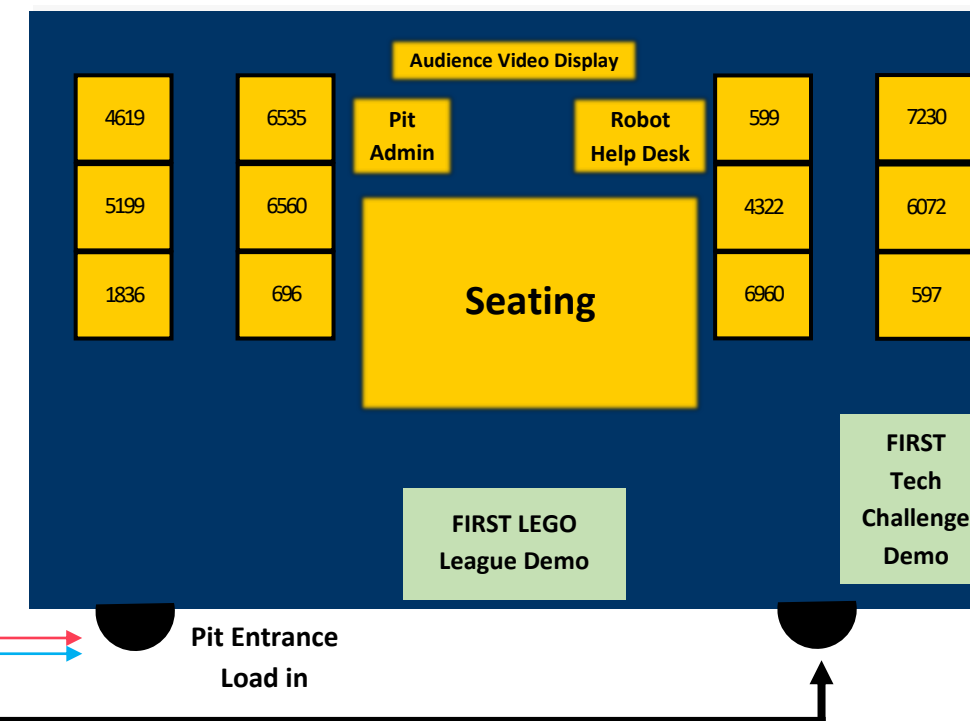 Audience Video Display
4619
6535
Pit
Admin
Robot
Help Desk
599
7230
5199
6560
4322
6072
1836
696
Seating
6960
597
FIRST
Tech
Challenge
Demo
FIRST LEGO
League Demo
Pit Entrance
Load in